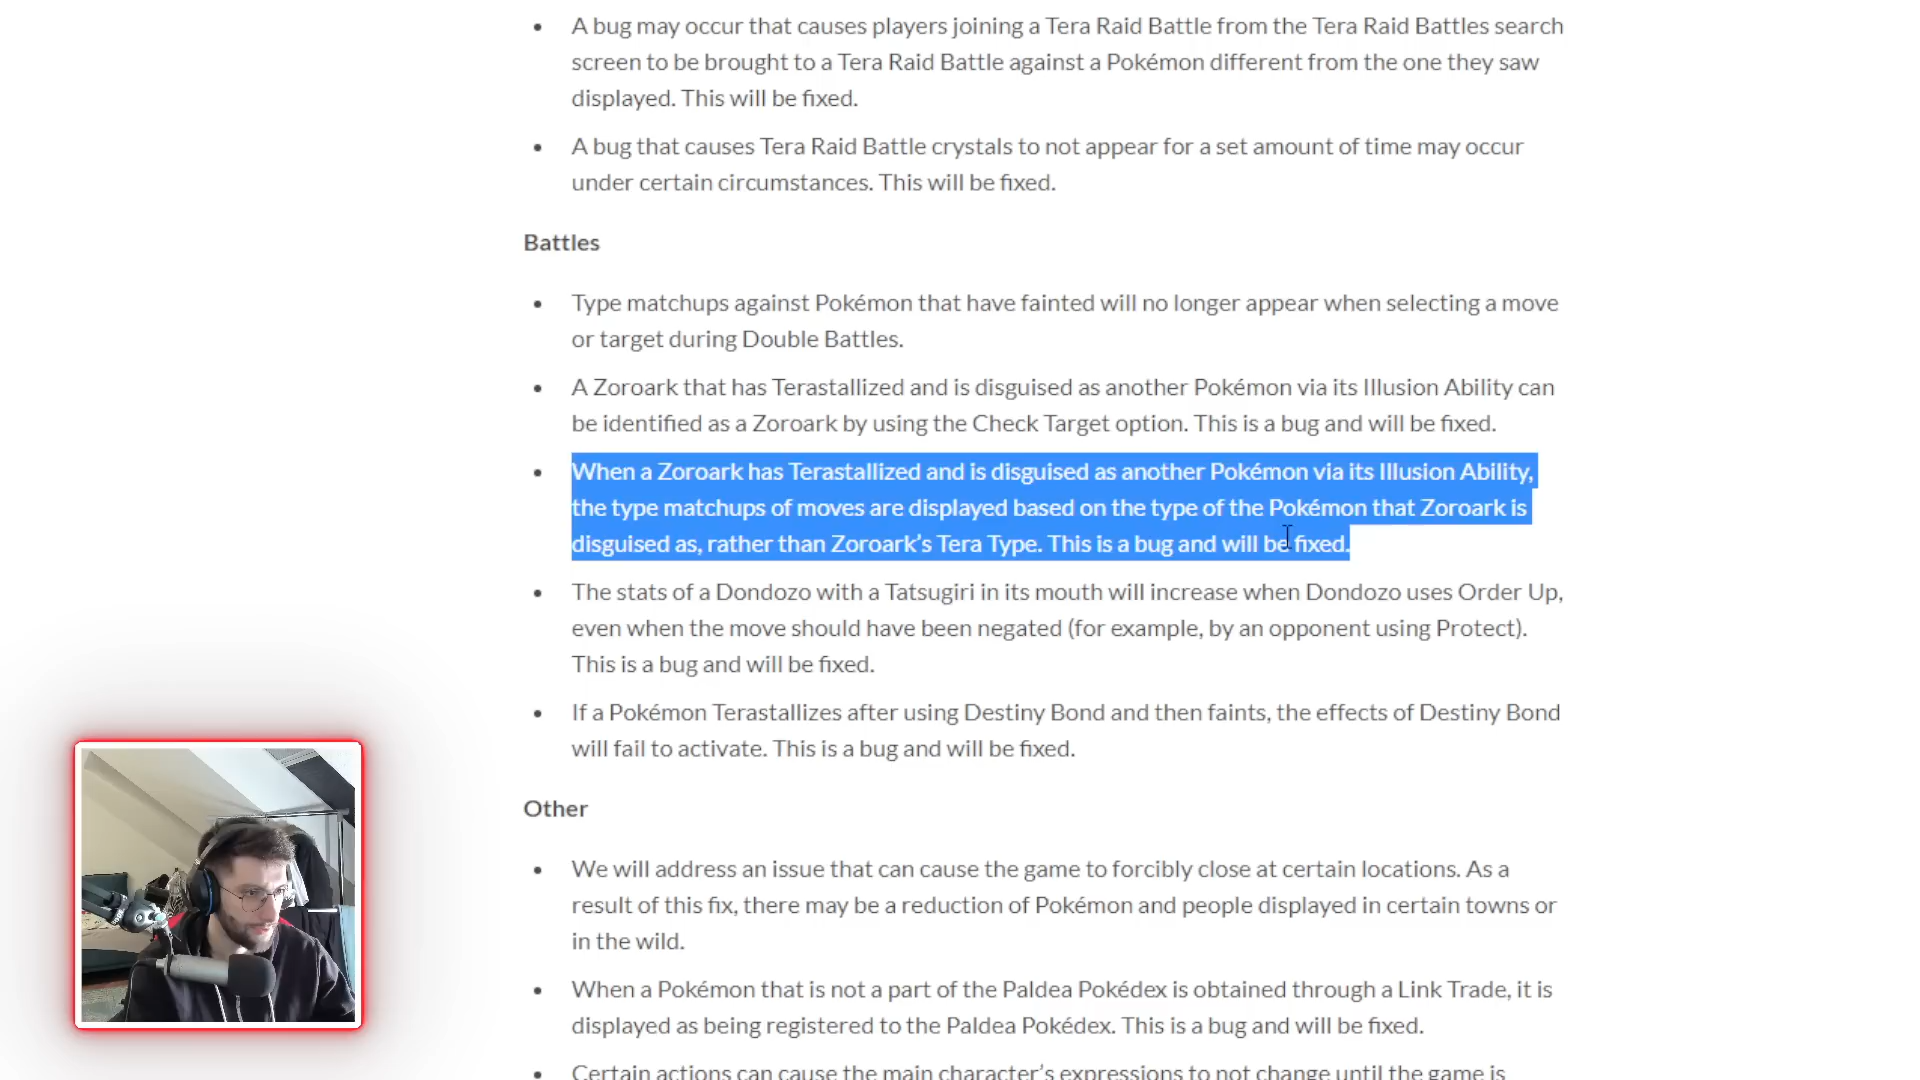 • A bug may occur that causes players joining a Tera Raid Battle from the Tera Raid Battles search
screen to be brought to a Tera Raid Battle against a Pokémon different from the one they saw
displayed. This will be fixed.
• A bug that causes Tera Raid Battle crystals to not appear for a set amount of time may occur
under certain circumstances. This will be fixed.
Battles
• Type matchups against Pokémon that have fainted will no longer appear when selecting a move
or target during Double Battles.
• A Zoroark that has Terastallized and is disguised as another Pokémon via its Illusion Ability can
be identified as a Zoroark by using the Check Target option. This is a bug and will be fixed.
• When a Zoroark has Terastallized and is disguised as another Pokémon via its Illusion Ability,
the type matchups of moves are displayed based on the type of the Pokémon that Zoroark is
disguised as, rather than Zoroark’s Tera Type. This is a bug and will be fixed.
• The stats of a Dondozo with a Tatsugiri in its mouth will increase when Dondozo uses Order Up,
even when the move should have been negated (for example, by an opponent using Protect).
This is a bug and will be fixed.
• If a Pokémon Terastallizes after using Destiny Bond and then faints, the effects of Destiny Bond
will fail to activate. This is a bug and will be fixed.
Other
• We will address an issue that can cause the game to forcibly close at certain locations. As a
result of this fix, there may be a reduction of Pokémon and people displayed in certain towns or
in the wild.
• When a Pokémon that is not a part of the Paldea Pokédex is obtained through a Link Trade, it is
displayed as being registered to the Paldea Pokédex. This is a bug and will be fixed.
• Certain actions can cause the main character’s expressions to not change until the game is